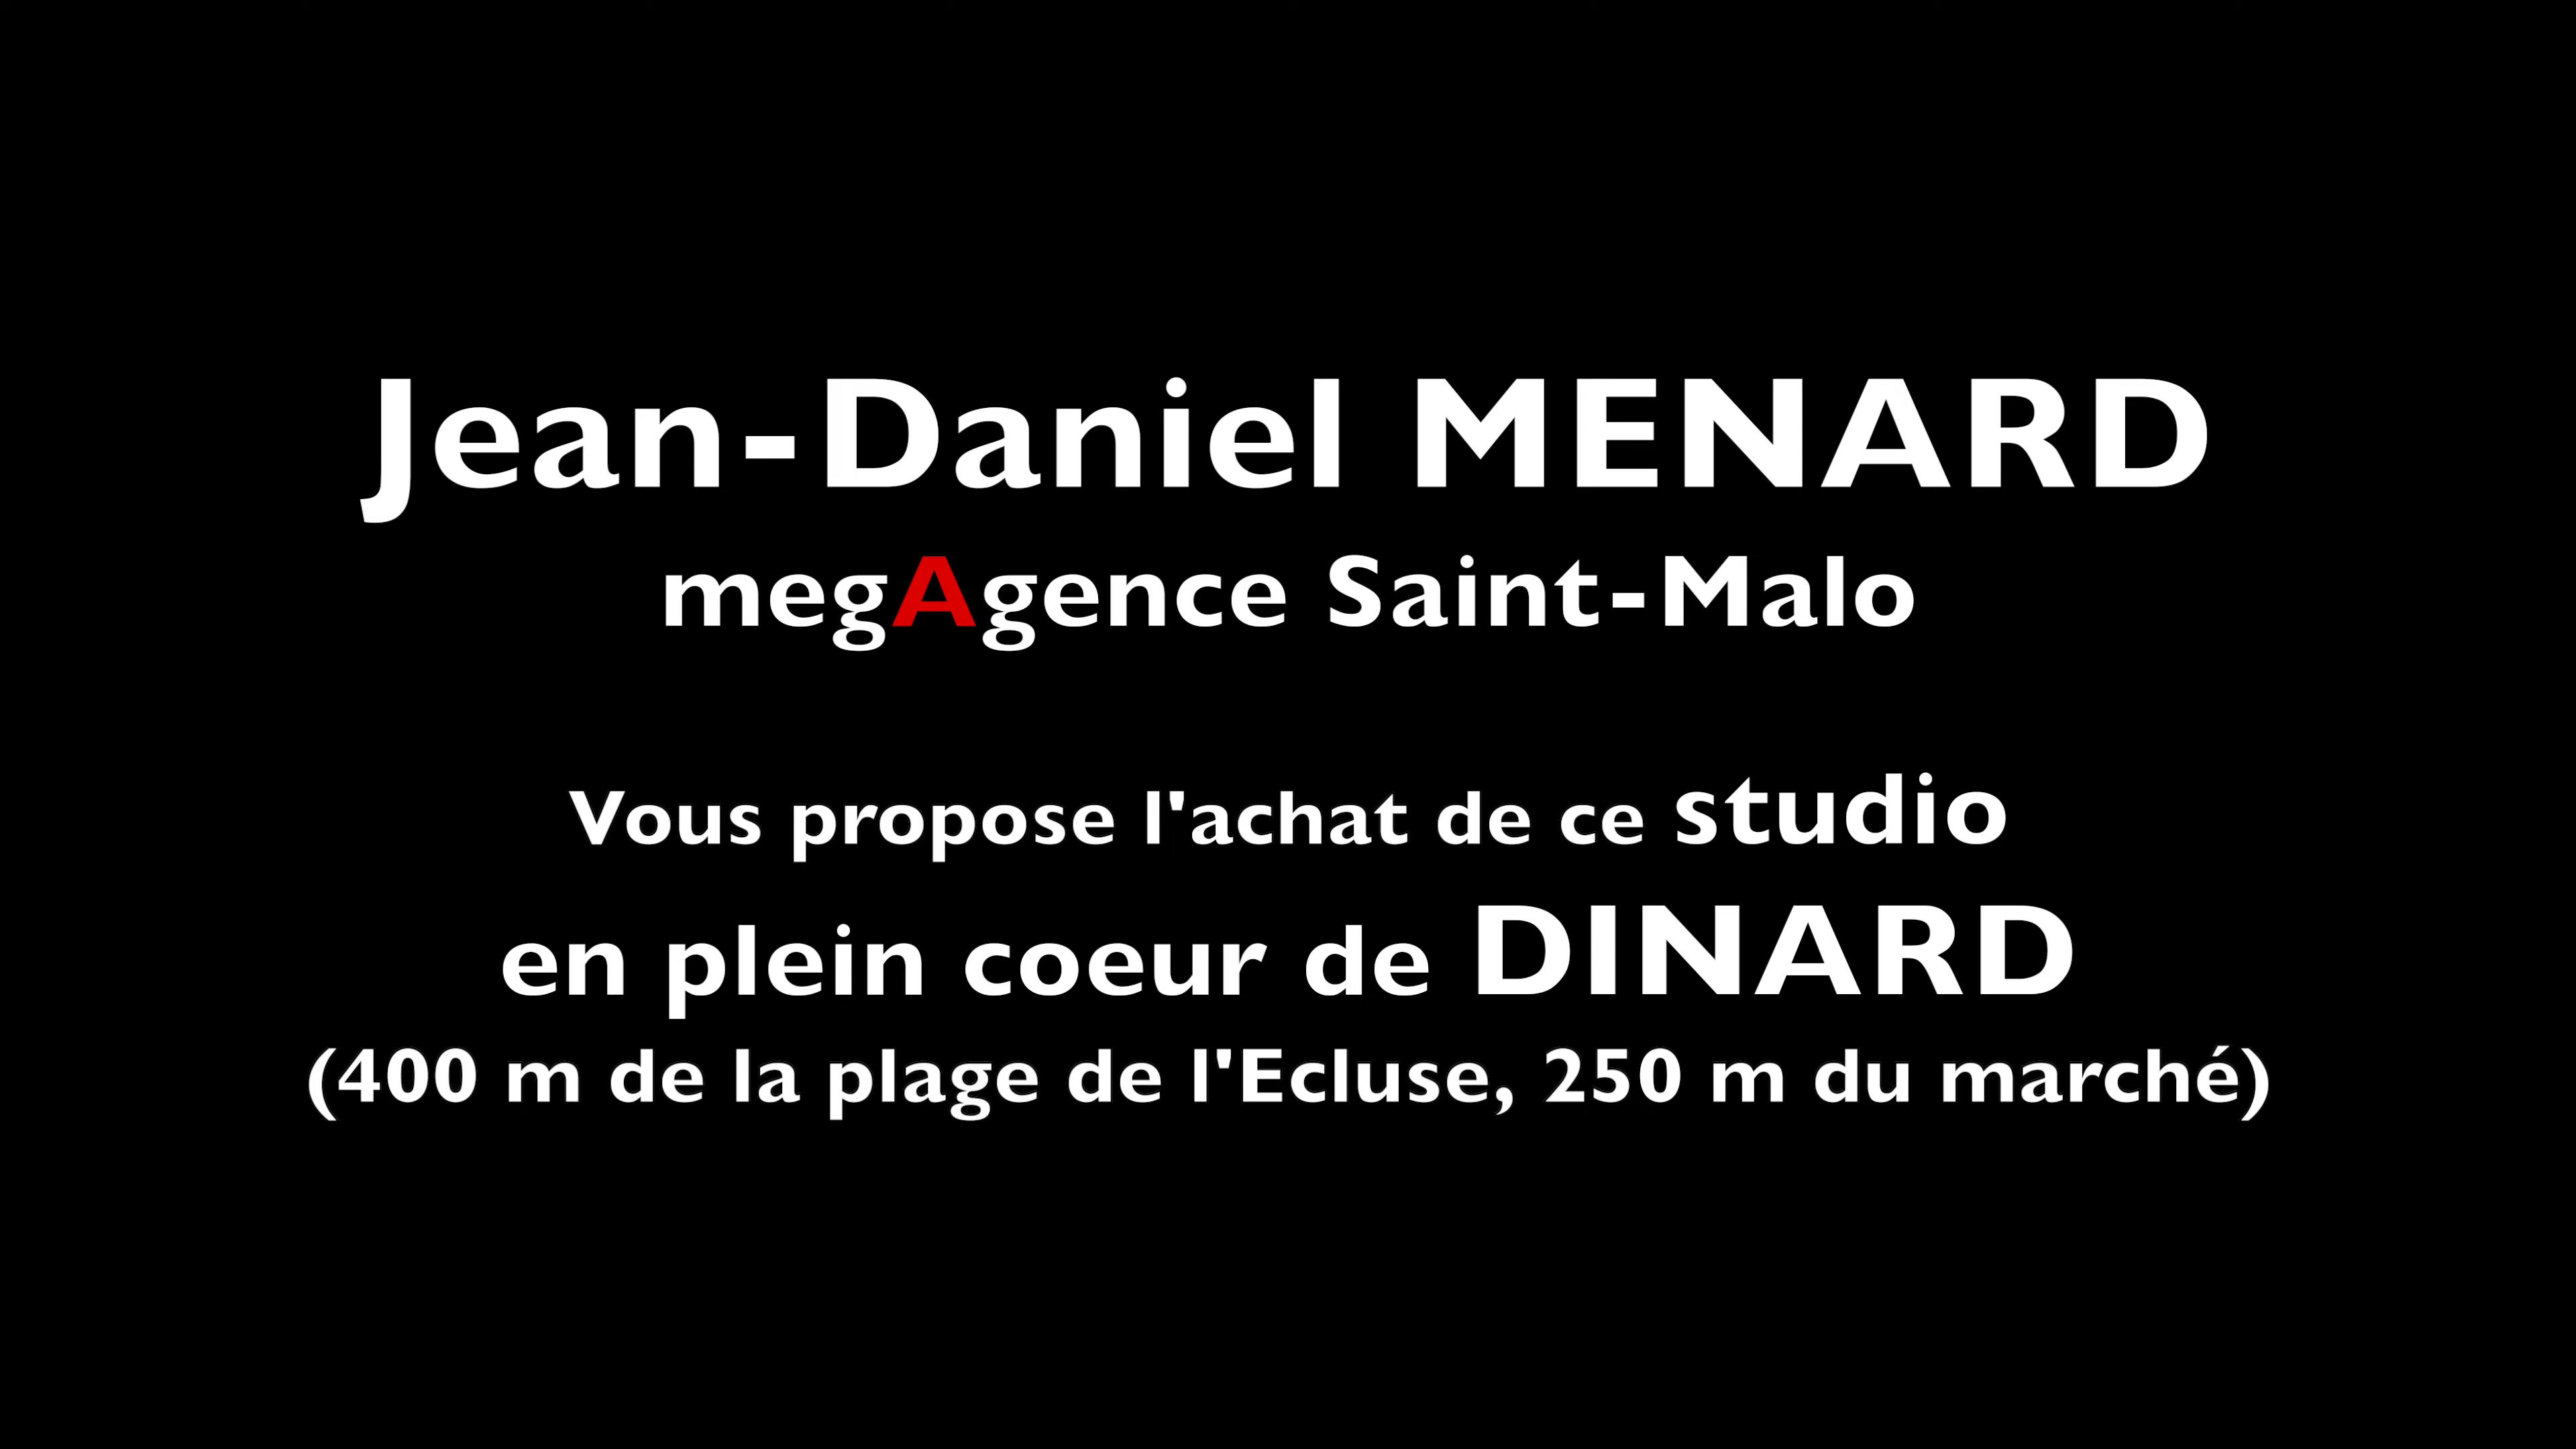 Jean-Daniel MENARD
megAgence Saint-Malo
Vous propose l'achat de ce studio
en plein coeur de DINARD
(400 m de la plage de l'Ecluse, 250 m du marché)